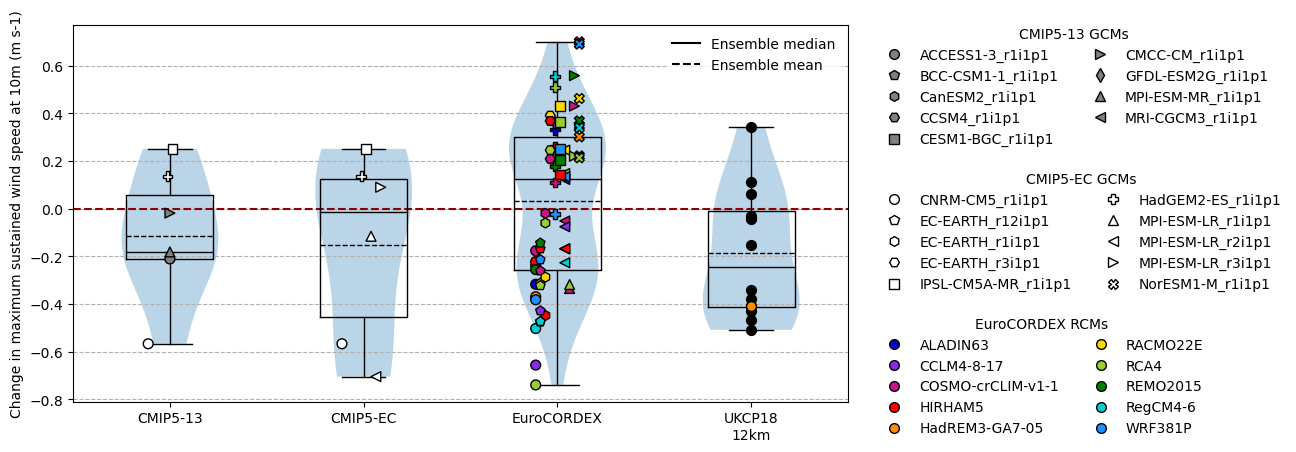 Change in maximum sustained wind speed at 10m (m s-1)
0.6
0.4
0.2
0.0
−0.2
−0.4
−0.6
−0.8
CMIP5-13
CMIP5-EC
EuroCORDEX
UKCP18
12km
Ensemble median
Ensemble mean
CMIP5-13 GCMs
ACCESS1-3_r1i1p1
BCC-CSM1-1_r1i1p1
CanESM2_r1i1p1
CCSM4_r1i1p1
CESM1-BGC_r1i1p1
CMCC-CM_r1i1p1
GFDL-ESM2G_r1i1p1
MPI-ESM-MR_r1i1p1
MRI-CGCM3_r1i1p1
CMIP5-EC GCMs
CNRM-CM5_r1i1p1
EC-EARTH_r12i1p1
EC-EARTH_r1i1p1
EC-EARTH_r3i1p1
IPSL-CM5A-MR_r1i1p1
HadGEM2-ES_r1i1p1
MPI-ESM-LR_r1i1p1
MPI-ESM-LR_r2i1p1
MPI-ESM-LR_r3i1p1
NorESM1-M_r1i1p1
EuroCORDEX RCMs
ALADIN63
CCLM4-8-17
COSMO-crCLIM-v1-1
HIRHAM5
HadREM3-GA7-05
RACMO22E
RCA4
REMO2015
RegCM4-6
WRF381P